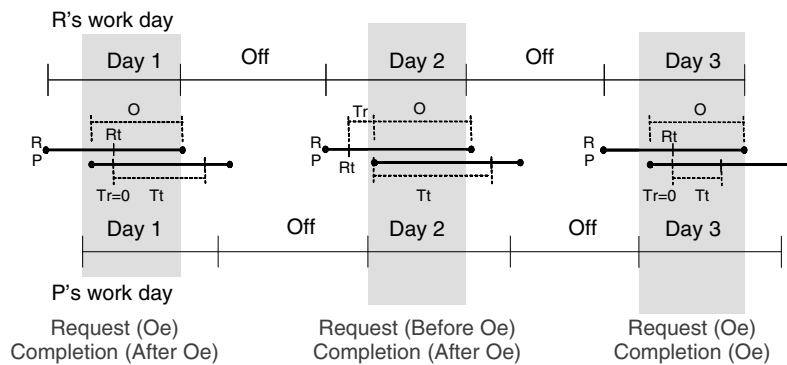 R's work day
Day 1 Off Day 2 Off Day 3
O Tr O O
R Rt R Rt
P P Rt P
Tr=0 Tt Tt Tr=0 Tt
Day 1 Off Day 2 Off Day 3
P's work day
Request (Oe) Request (Before Oe) Request (Oe)
Completion (After Oe) Completion (After Oe) Completion (Oe)